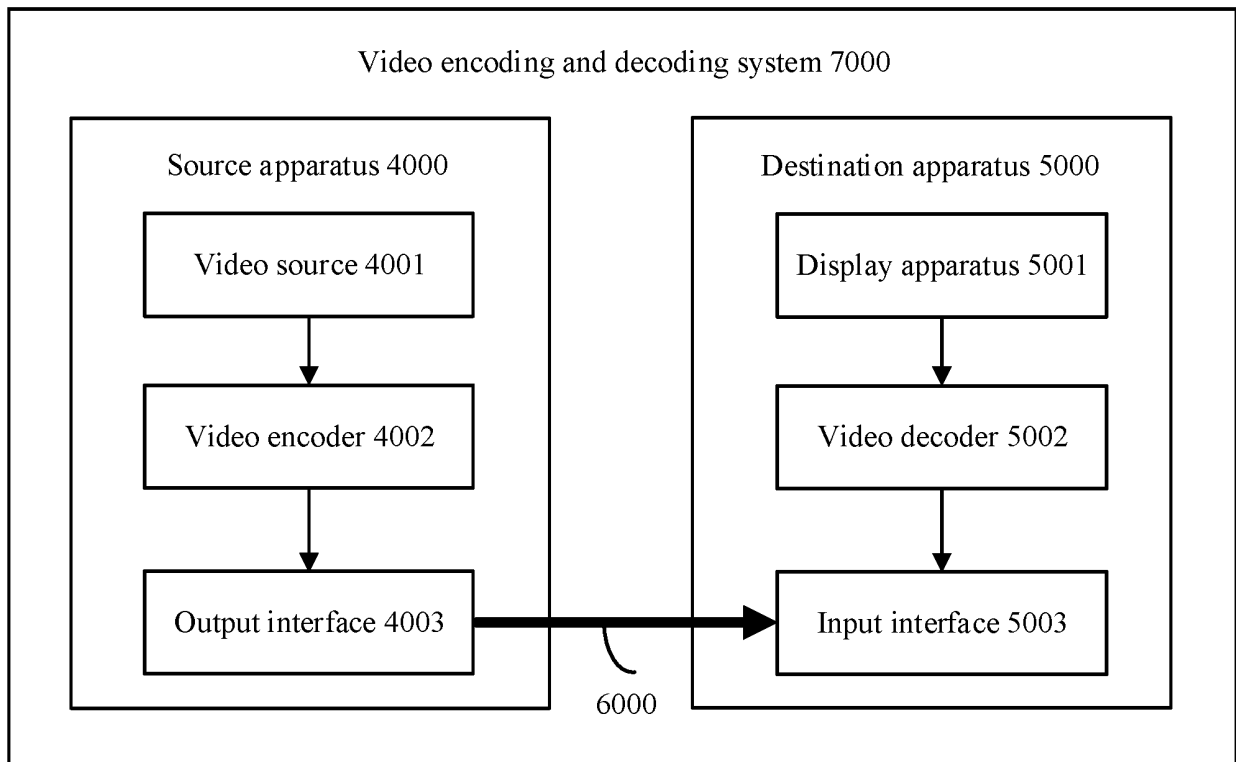 Video encoding and decoding system 7000
Source apparatus 4000
Video source 4001
Video encoder 4002
Output interface 4003
Destination apparatus 5000
Display apparatus 5001
Video decoder 5002
Input interface 5003
6000